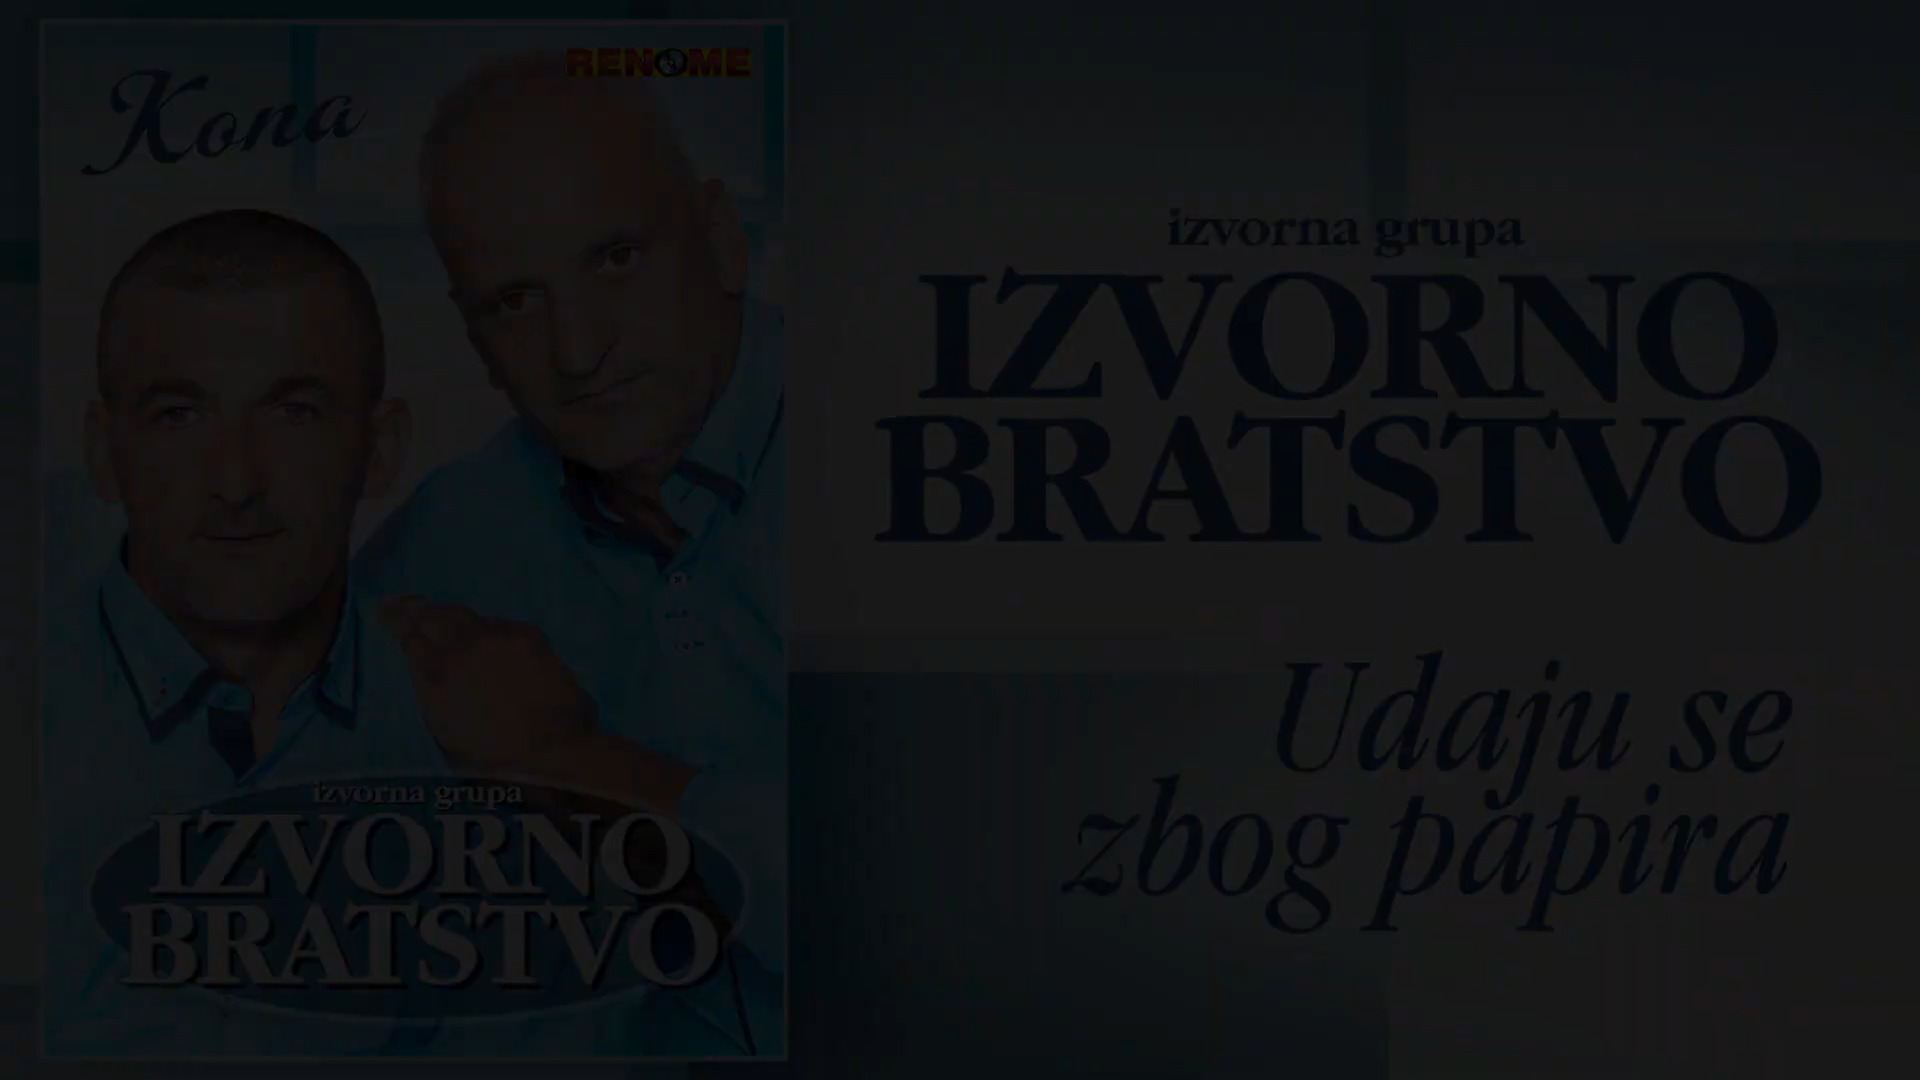 RENOME
Kona
izvorna grupa
IZVORNO
BRATSTVO
izvorna grupa
IZVORNO
BRATSTVO
Udaju se
zbog papira